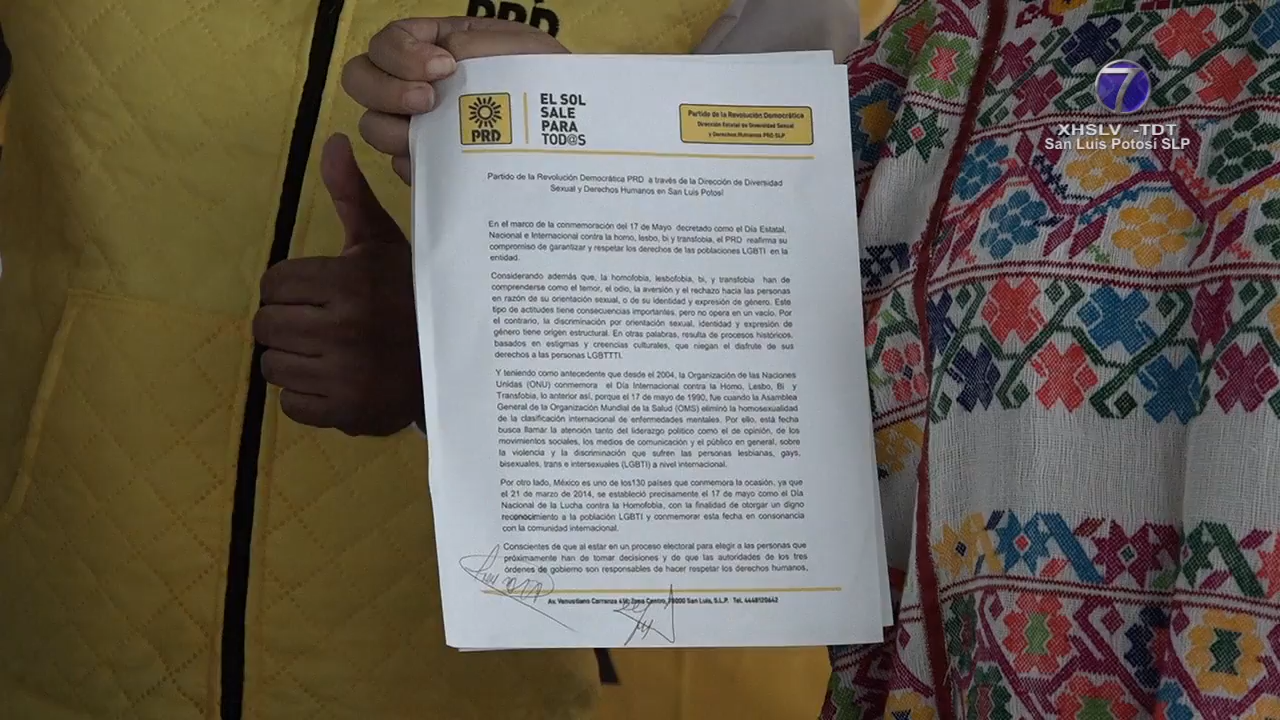 PRD
7
XHSLV -TDT
San Luis Potosí SLP
PRD
EL SOL
SALE
PARA
TOD@S
Partido de la Revolución Democrática
Dirección Estatal de Diversidad Sexual
y Derechos Humanos PRD-SLP
Partido de la Revolución Democrática PRD a través de la Dirección de Diversidad
Sexual y Derechos Humanos en San Luis Potosí
En el marco de la conmemoración del 17 de Mayo decretado como el Día Estatal,
Nacional e Internacional contra la homo, lesbo, bi y transfobia, el PRD reafirma su
compromiso de garantizar y respetar los derechos de las poblaciones LGBTI en la
entidad.
Considerando además que, la homofobia, lesbofobia, bi, y transfobia han de
comprenderse como el temor, el odio, la aversión y el rechazo hacia las personas
en razón de su orientación sexual, o de su identidad y expresión de género. Este
tipo de actitudes tiene consecuencias importantes, pero no opera en un vacío. Por
el contrario, la discriminación por orientación sexual, identidad y expresión de
género tiene origen estructural. En otras palabras, resulta de procesos históricos,
basados en estigmas y creencias culturales, que niegan el disfrute de sus
derechos a las personas LGBTTTI.
Y teniendo como antecedente que desde el 2004, la Organización de las Naciones
Unidas (ONU) conmemora el Día Internacional contra la Homo, Lesbo, Bi y
Transfobia, lo anterior así, porque el 17 de mayo de 1990, fue cuando la Asamblea
General de la Organización Mundial de la Salud (OMS) eliminó la homosexualidad
de la clasificación internacional de enfermedades mentales. Por ello, está fecha
busca llamar la atención tanto del liderazgo político como el de opinión, de los
movimientos sociales, los medios de comunicación y el público en general, sobre
la violencia y la discriminación que sufren las personas lesbianas, gays,
bisexuales, trans e intersexuales (LGBTI) a nivel internacional.
Por otro lado, México es uno de los130 países que conmemora la ocasión, ya que
el 21 de marzo de 2014, se estableció precisamente el 17 de mayo como el Día
Nacional de la Lucha contra la Homofobia, con la finalidad de otorgar un digno
reconocimiento a la población LGBTI y conmemorar esta fecha en consonancia
con la comunidad internacional.
Conscientes de que al estar en un proceso electoral para elegir a las personas que
próximamente han de tomar decisiones y de que las autoridades de los tres
órdenes de gobierno son responsables de hacer respetar los derechos humanos,
Av. Venustiano Carranza Zona Centro, 78000 San Luis, S.L.P. Tel. 4448120642